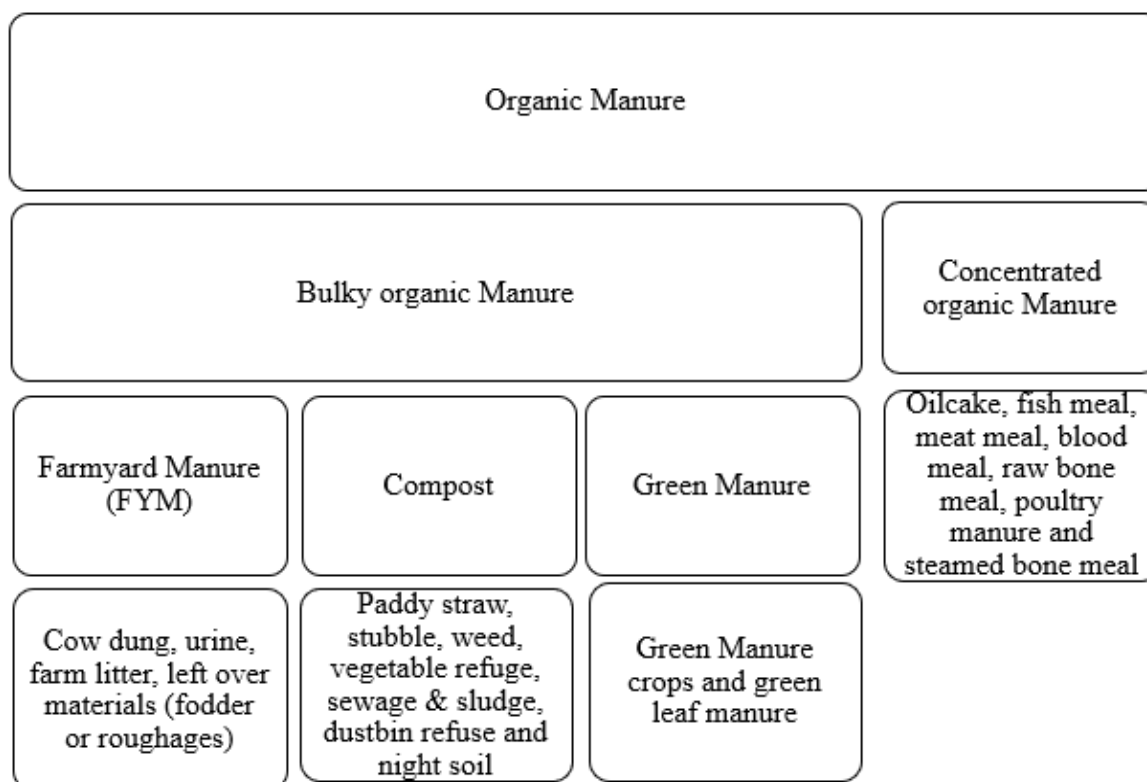 Organic Manure
Bulky organic Manure
Concentrated
organic Manure
Farmyard Manure
(FYM)
Compost
Green Manure
Oilcake, fish meal,
meat meal, blood
meal, raw bone
meal, poultry
manure and
steamed bone meal
Cow dung, urine,
farm litter, left over
materials (fodder
or roughages)
Paddy straw,
stubble, weed,
vegetable refuge,
sewage & sludge,
dustbin refuse and
night soil
Green Manure
crops and green
leaf manure